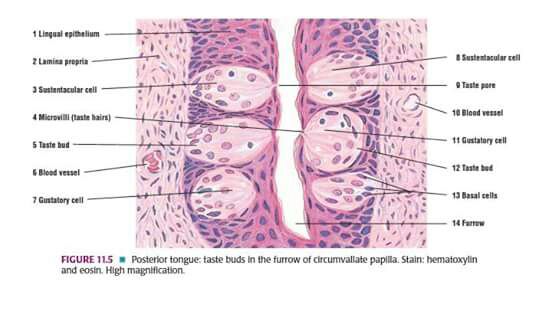 1 Lingual epithelium
2 Lamina propria
3 Sustentacular cell
4 Microvilli (taste hairs)
5 Taste bud
6 Blood vessel
7 Gustatory cell
8 Sustentacular cell
9 Taste pore
10 Blood vessel
11 Gustatory cell
12 Taste bud
13 Basal cells
14 Furrow
FIGURE 11.5 ■ Posterior tongue: taste buds in the furrow of circumvallate papilla. Stain: hematoxylin
and eosin. High magnification.